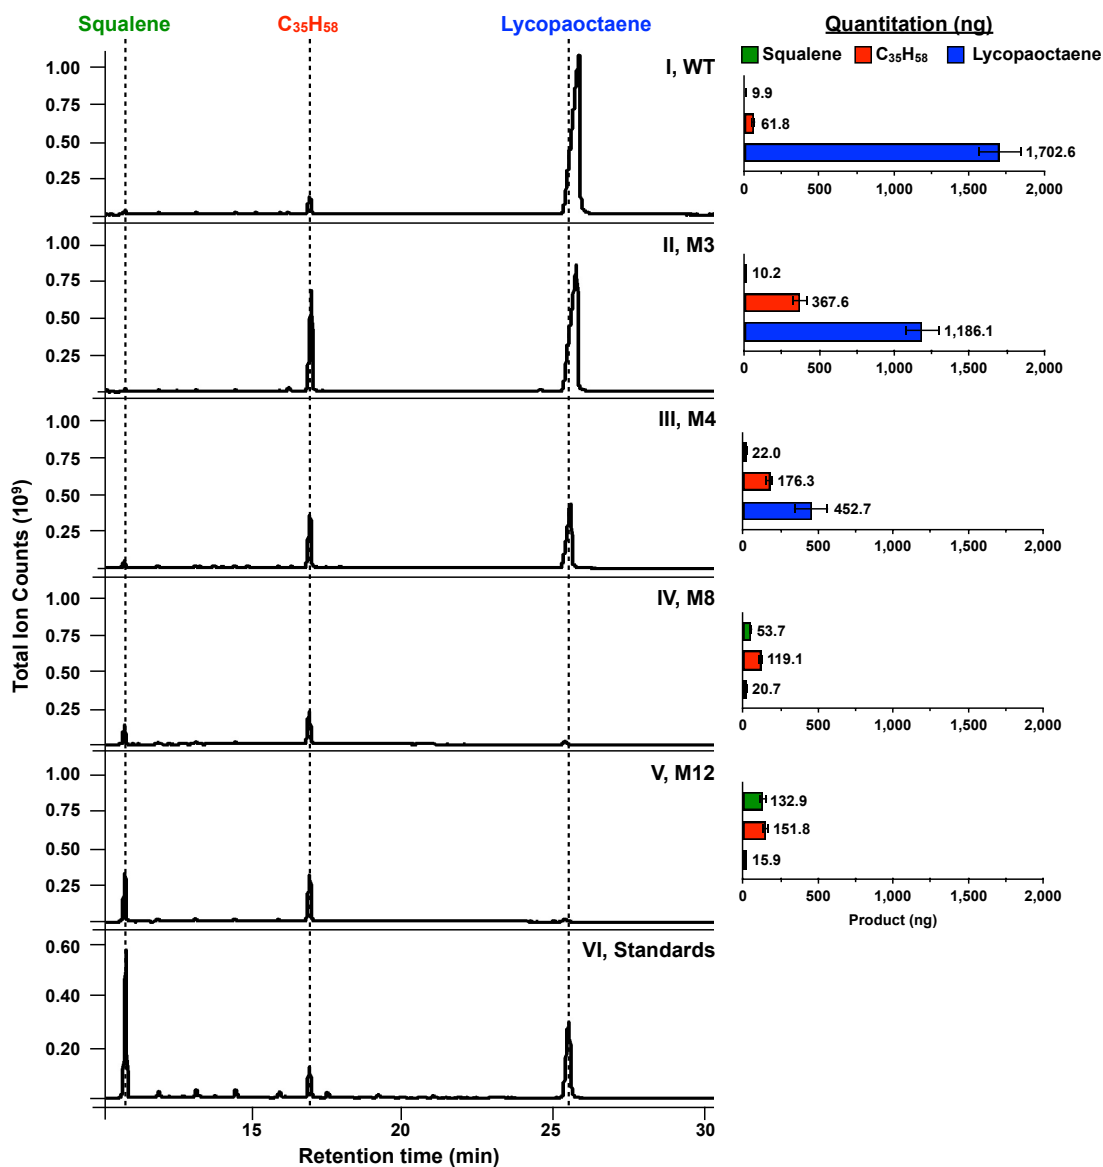 Squalene C₃₅H₅₈ Lycopaoctaene
Quantitation (ng)
Squalene C₃₅H₅₈ Lycopaoctaene
Total Ion Counts (10⁹)
I, WT
1.00
0.75
0.50
0.25
9.9
61.8
1,702.6
0 500 1,000 1,500 2,000
II, M3
1.00
0.75
0.50
0.25
10.2
367.6
1,186.1
0 500 1,000 1,500 2,000
III, M4
1.00
0.75
0.50
0.25
22.0
176.3
452.7
0 500 1,000 1,500 2,000
IV, M8
1.00
0.75
0.50
0.25
53.7
119.1
20.7
0 500 1,000 1,500 2,000
V, M12
1.00
0.75
0.50
0.25
132.9
151.8
15.9
0 500 1,000 1,500 2,000
Product (ng)
VI, Standards
0.60
0.40
0.20
15 20 25 30
Retention time (min)